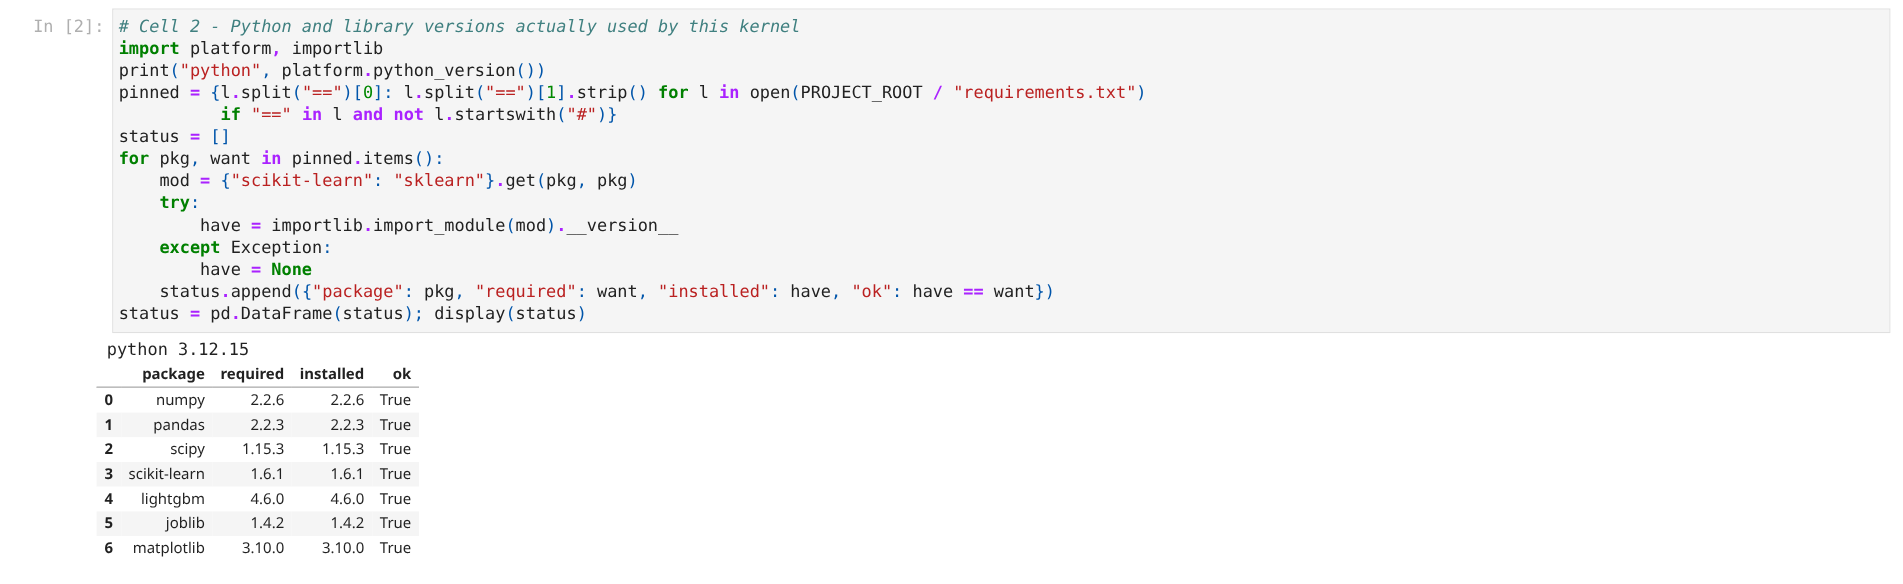 In [2]:
# Cell 2 - Python and library versions actually used by this kernel
import platform, importlib
print("python", platform.python_version())
pinned = {l.split("==")[0]: l.split("==")[1].strip() for l in open(PROJECT_ROOT / "requirements.txt")
          if "==" in l and not l.startswith("#")}
status = []
for pkg, want in pinned.items():
    mod = {"scikit-learn": "sklearn"}.get(pkg, pkg)
    try:
        have = importlib.import_module(mod).__version__
    except Exception:
        have = None
    status.append({"package": pkg, "required": want, "installed": have, "ok": have == want})
status = pd.DataFrame(status); display(status)
python 3.12.15
package required installed ok
0 numpy 2.2.6 2.2.6 True
1 pandas 2.2.3 2.2.3 True
2 scipy 1.15.3 1.15.3 True
3 scikit-learn 1.6.1 1.6.1 True
4 lightgbm 4.6.0 4.6.0 True
5 joblib 1.4.2 1.4.2 True
6 matplotlib 3.10.0 3.10.0 True